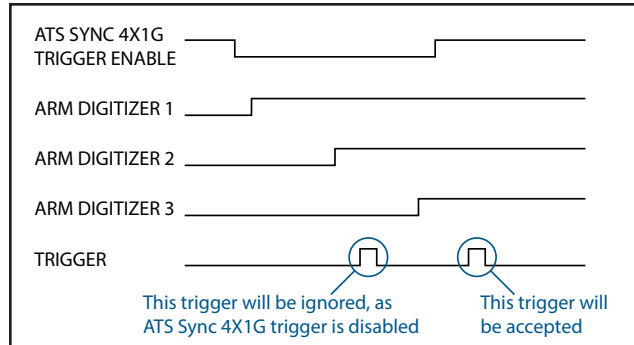 ATS SYNC 4X1G
TRIGGER ENABLE
ARM DIGITIZER 1
ARM DIGITIZER 2
ARM DIGITIZER 3
TRIGGER
This trigger will be ignored, as
ATS Sync 4X1G trigger is disabled
This trigger will
be accepted